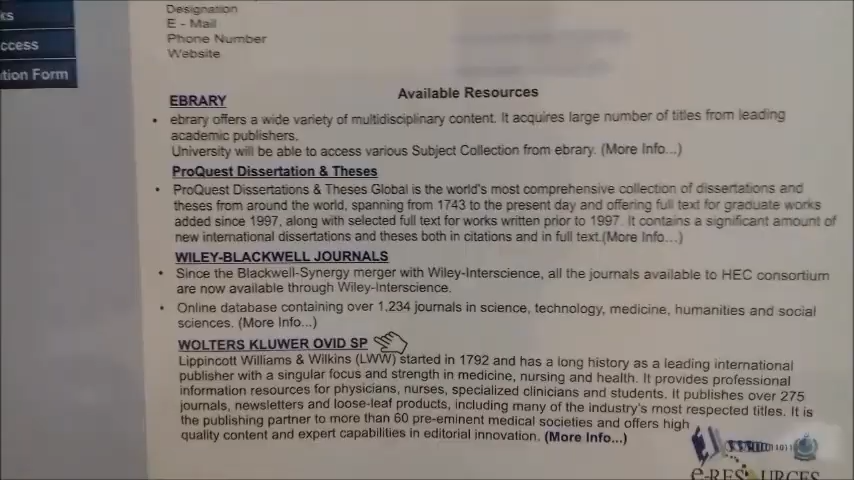 ks
ccess
tion Form
Designation
E - Mail
Phone Number
Website
Available Resources
EBRARY
• ebrary offers a wide variety of multidisciplinary content. It acquires large number of titles from leading
academic publishers.
University will be able to access various Subject Collection from ebrary. (More Info...)
ProQuest Dissertation & Theses
• ProQuest Dissertations & Theses Global is the world's most comprehensive collection of dissertations and
theses from around the world, spanning from 1743 to the present day and offering full text for graduate works
added since 1997, along with selected full text for works written prior to 1997. It contains a significant amount of
new international dissertations and theses both in citations and in full text.(More Info...)
WILEY-BLACKWELL JOURNALS
• Since the Blackwell-Synergy merger with Wiley-Interscience, all the journals available to HEC consortium
are now available through Wiley-Interscience.
• Online database containing over 1,234 journals in science, technology, medicine, humanities and social
sciences. (More Info...)
WOLTERS KLUWER OVID SP
Lippincott Williams & Wilkins (LWW) started in 1792 and has a long history as a leading international
publisher with a singular focus and strength in medicine, nursing and health. It provides professional
information resources for physicians, nurses, specialized clinicians and students. It publishes over 275
journals, newsletters and loose-leaf products, including many of the industry's most respected titles. It is
the publishing partner to more than 60 pre-eminent medical societies and offers high
quality content and expert capabilities in editorial innovation. (More Info...)
e-RESOURCES